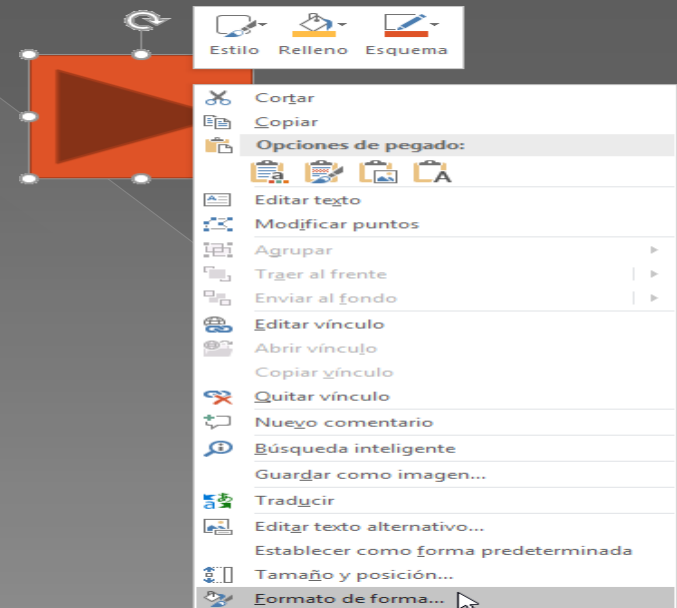 Estilo Relleno Esquema
Cortar
Copiar
Opciones de pegado:
Editar texto
Modificar puntos
Agrupar
Traer al frente
Enviar al fondo
Editar vínculo
Abrir vínculo
Copiar vínculo
Quitar vínculo
Nuevo comentario
Búsqueda inteligente
Guardar como imagen...
Traducir
Editar texto alternativo...
Establecer como forma predeterminada
Tamaño y posición...
Formato de forma...